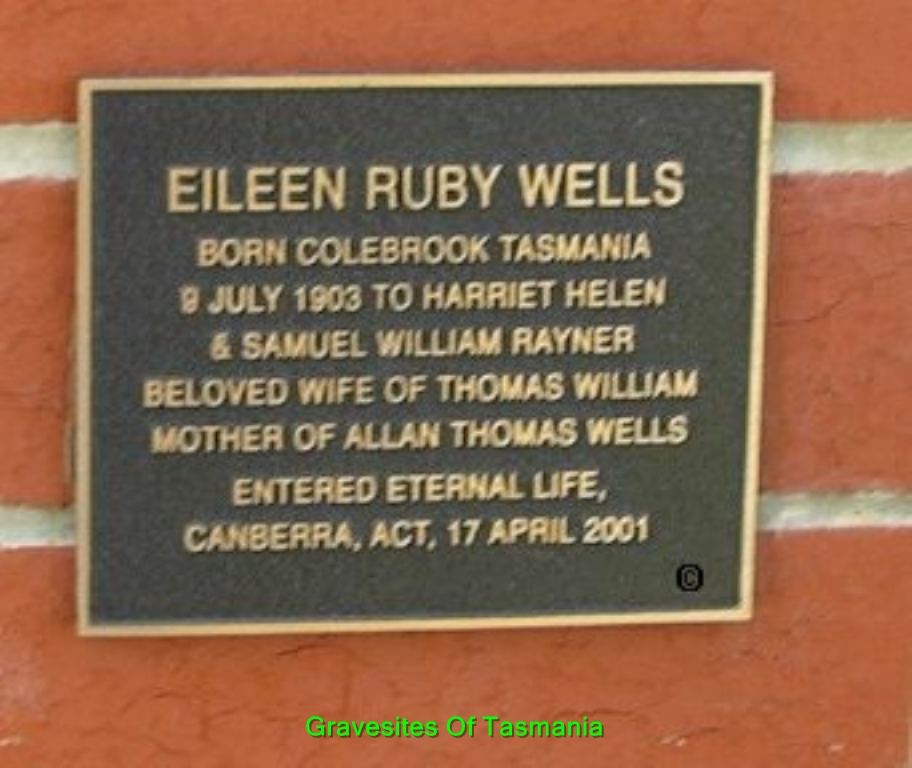 EILEEN RUBY WELLS
BORN COLEBROOK TASMANIA
9 JULY 1903 TO HARRIET HELEN
& SAMUEL WILLIAM RAYNER
BELOVED WIFE OF THOMAS WILLIAM
MOTHER OF ALLAN THOMAS WELLS
ENTERED ETERNAL LIFE,
CANBERRA, ACT, 17 APRIL 2001
©
Gravesites Of Tasmania